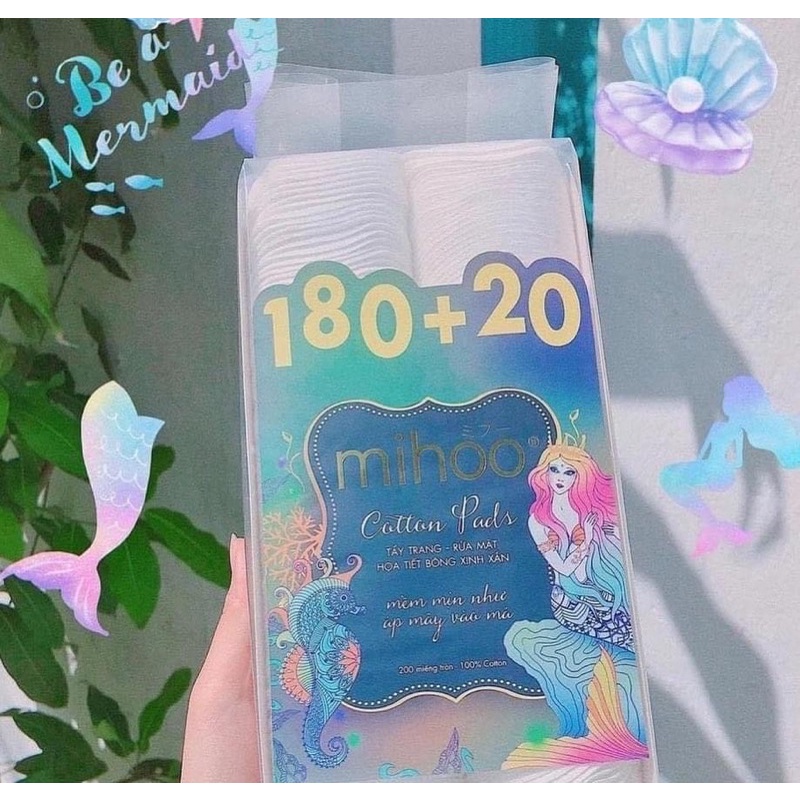 Be a
Mermaid
180+20
ミフー
mihoo®
Cotton Pads
TẨY TRANG - RỬA MẶT
HỌA TIẾT BÔNG XINH XẮN
mềm mịn như
áp mây vào má
200 miếng tròn - 100% Cotton